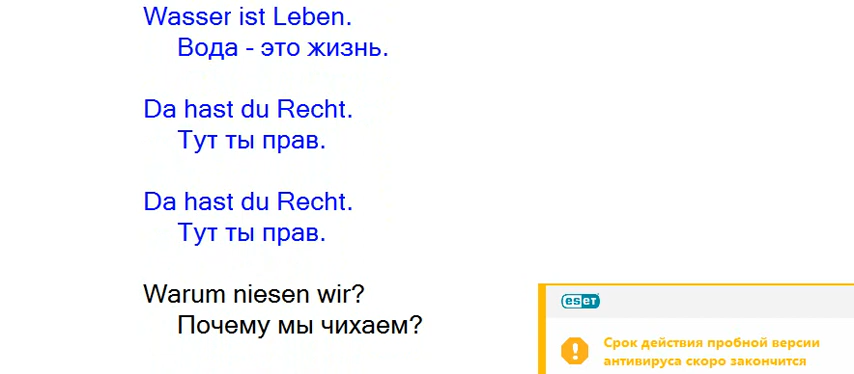 Wasser ist Leben.
Вода - это жизнь.
Da hast du Recht.
Тут ты прав.
Da hast du Recht.
Тут ты прав.
Warum niesen wir?
Почему мы чихаем?
eset
Срок действия пробной версии
антивируса скоро закончится